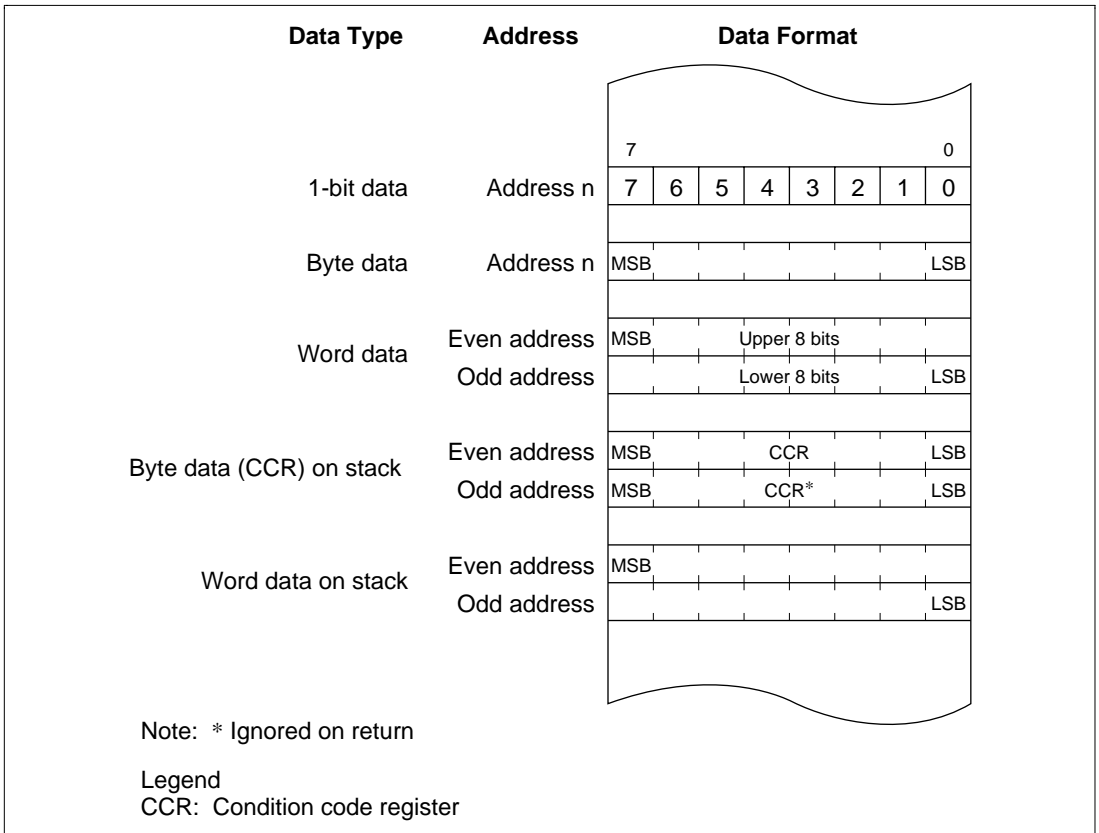 Data Type Address Data Format
7 0
1-bit data Address n 7 6 5 4 3 2 1 0
Byte data Address n MSB LSB
Word data
Even address MSB Upper 8 bits
Odd address Lower 8 bits LSB
Byte data (CCR) on stack
Even address MSB CCR LSB
Odd address MSB CCR* LSB
Word data on stack
Even address MSB
Odd address LSB
Note: * Ignored on return
Legend
CCR: Condition code register